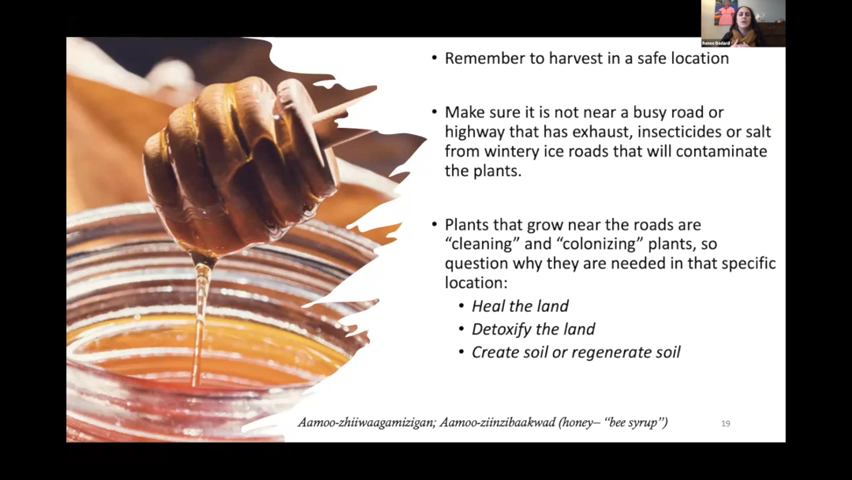 Renee Bedard
• Remember to harvest in a safe location
• Make sure it is not near a busy road or
highway that has exhaust, insecticides or salt
from wintery ice roads that will contaminate
the plants.
• Plants that grow near the roads are
“cleaning” and “colonizing” plants, so
question why they are needed in that specific
location:
• Heal the land
• Detoxify the land
• Create soil or regenerate soil
Aamoo-zhiiwaagamizigan; Aamoo-ziinzibaakwad (honey– “bee syrup”)
19